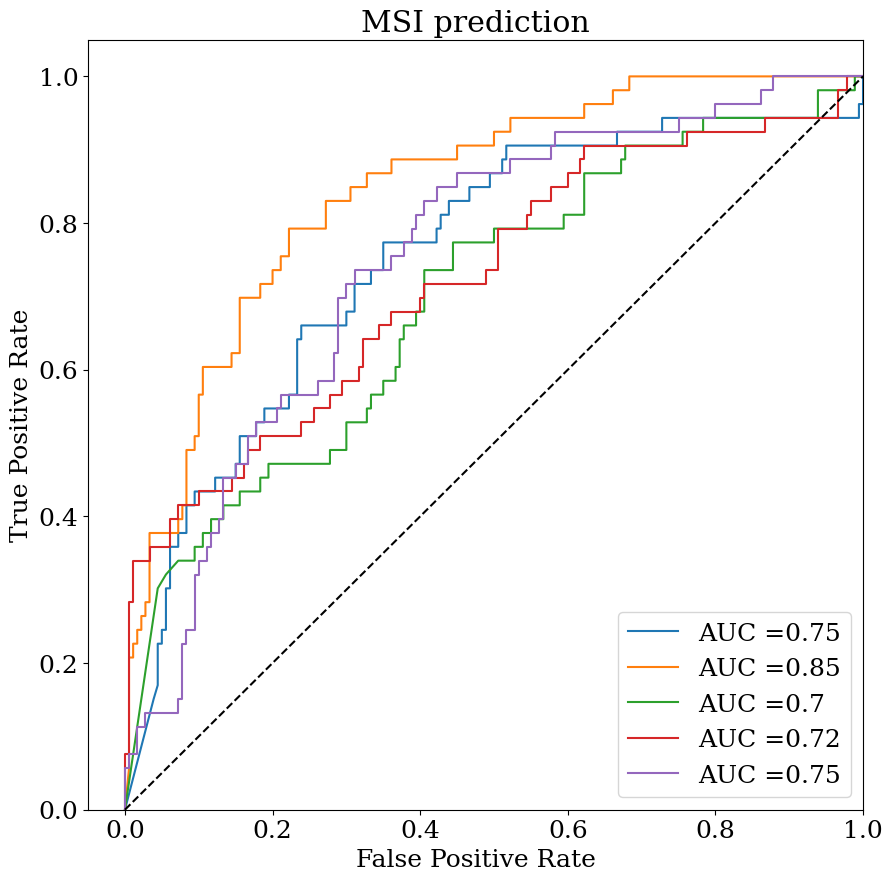 MSI prediction
1.0
0.8
0.6
0.4
0.2
0.0
True Positive Rate
AUC =0.75
AUC =0.85
AUC =0.7
AUC =0.72
AUC =0.75
0.0 0.2 0.4 0.6 0.8 1.0
False Positive Rate